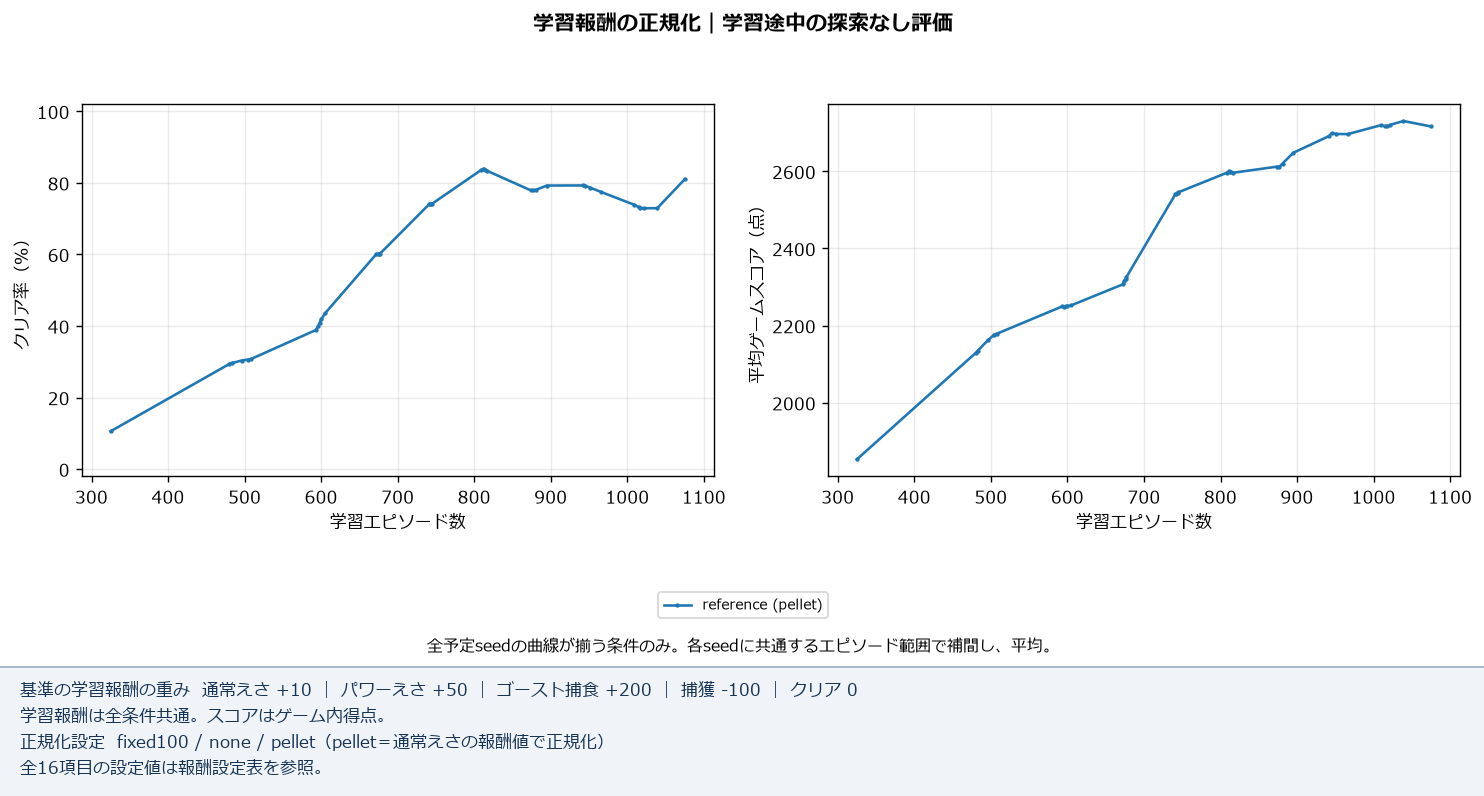 学習報酬の正規化｜学習途中の探索なし評価
クリア率（%）
100
80
60
40
20
0
300 400 500 600 700 800 900 1000 1100
学習エピソード数
平均ゲームスコア（点）
2600
2400
2200
2000
300 400 500 600 700 800 900 1000 1100
学習エピソード数
reference (pellet)
全予定seedの曲線が揃う条件のみ。各seedに共通するエピソード範囲で補間し、平均。
基準の学習報酬の重み 通常えさ +10 ｜ パワーえさ +50 ｜ ゴースト捕食 +200 ｜ 捕獲 -100 ｜ クリア 0
学習報酬は全条件共通。スコアはゲーム内得点。
正規化設定 fixed100 / none / pellet（pellet＝通常えさの報酬値で正規化）
全16項目の設定値は報酬設定表を参照。